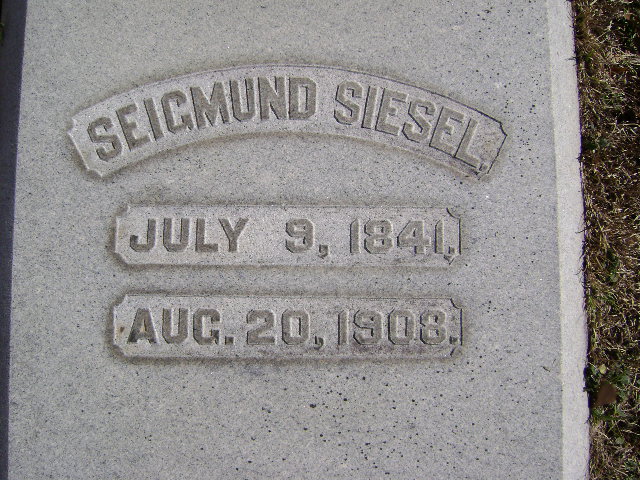 SEIGMUND SIESEL,
JULY 9, 1841,
AUG. 20, 1908.